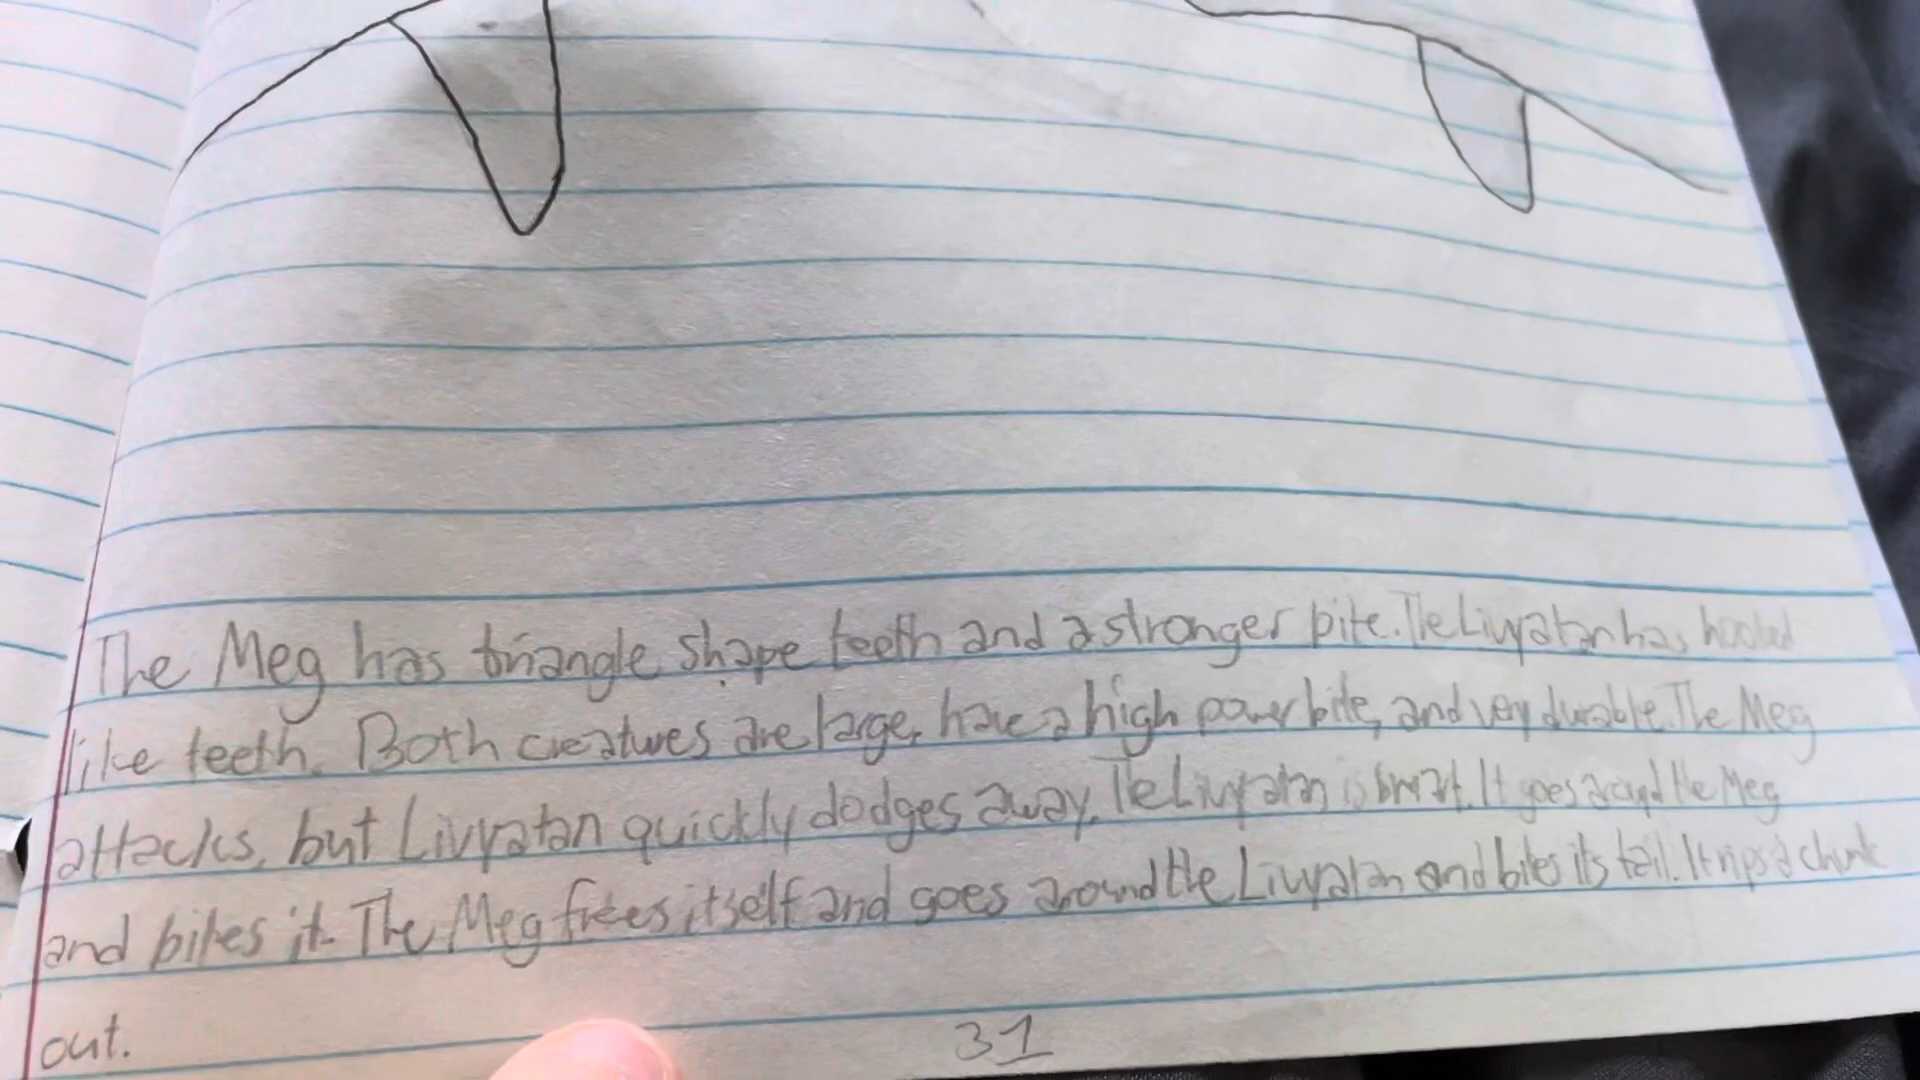 The Meg has triangle shape teeth and a stronger bite. The Livyatan has hooked
like teeth. Both creatures are large, have a high power bite, and very durable. The Meg
attacks, but Livyatan quickly dodges away. The Livyatan is smart. It goes around the Meg
and bites it. The Meg frees itself and goes around the Livyatan and bites its tail. It rips a chunk
out.
31